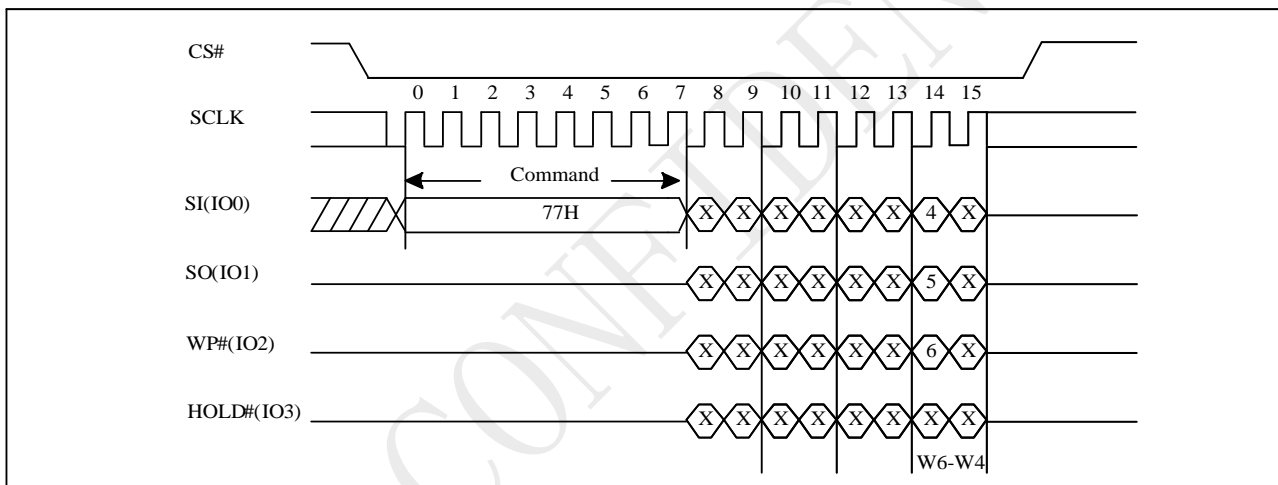 CS#
0 1 2 3 4 5 6 7 8 9 10 11 12 13 14 15
SCLK
Command
SI(IO0) 77H X X X X X X 4 X
SO(IO1) X X X X X X 5 X
WP#(IO2) X X X X X X 6 X
HOLD#(IO3) X X X X X X X X
W6-W4
CONFIDEN